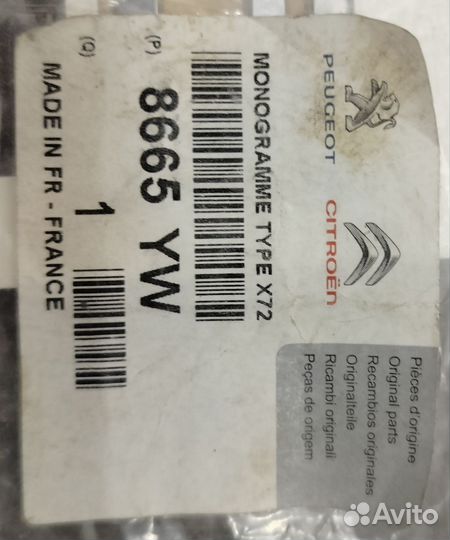 PEUGEOT
CITROËN
Pièces d'origine
Original parts
Recambios originales
Originalteile
Ricambi originali
Peças de origem
MONOGRAMME TYPE X72
(P) 8665 YW
(Q) 1
MADE IN FR - FRANCE
Avito